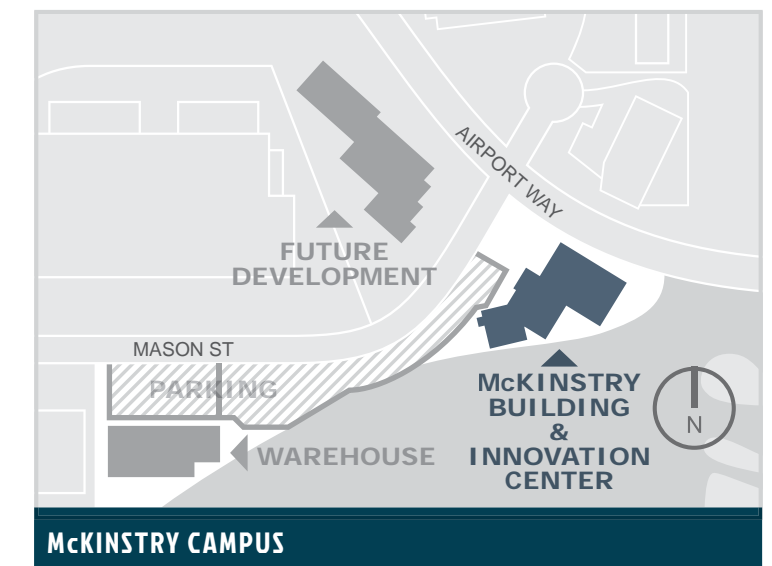 AIRPORT WAY
FUTURE
DEVELOPMENT
MASON ST
PARKING
McKINSTRY
BUILDING
&
INNOVATION
CENTER
N
WAREHOUSE
McKINSTRY CAMPUS